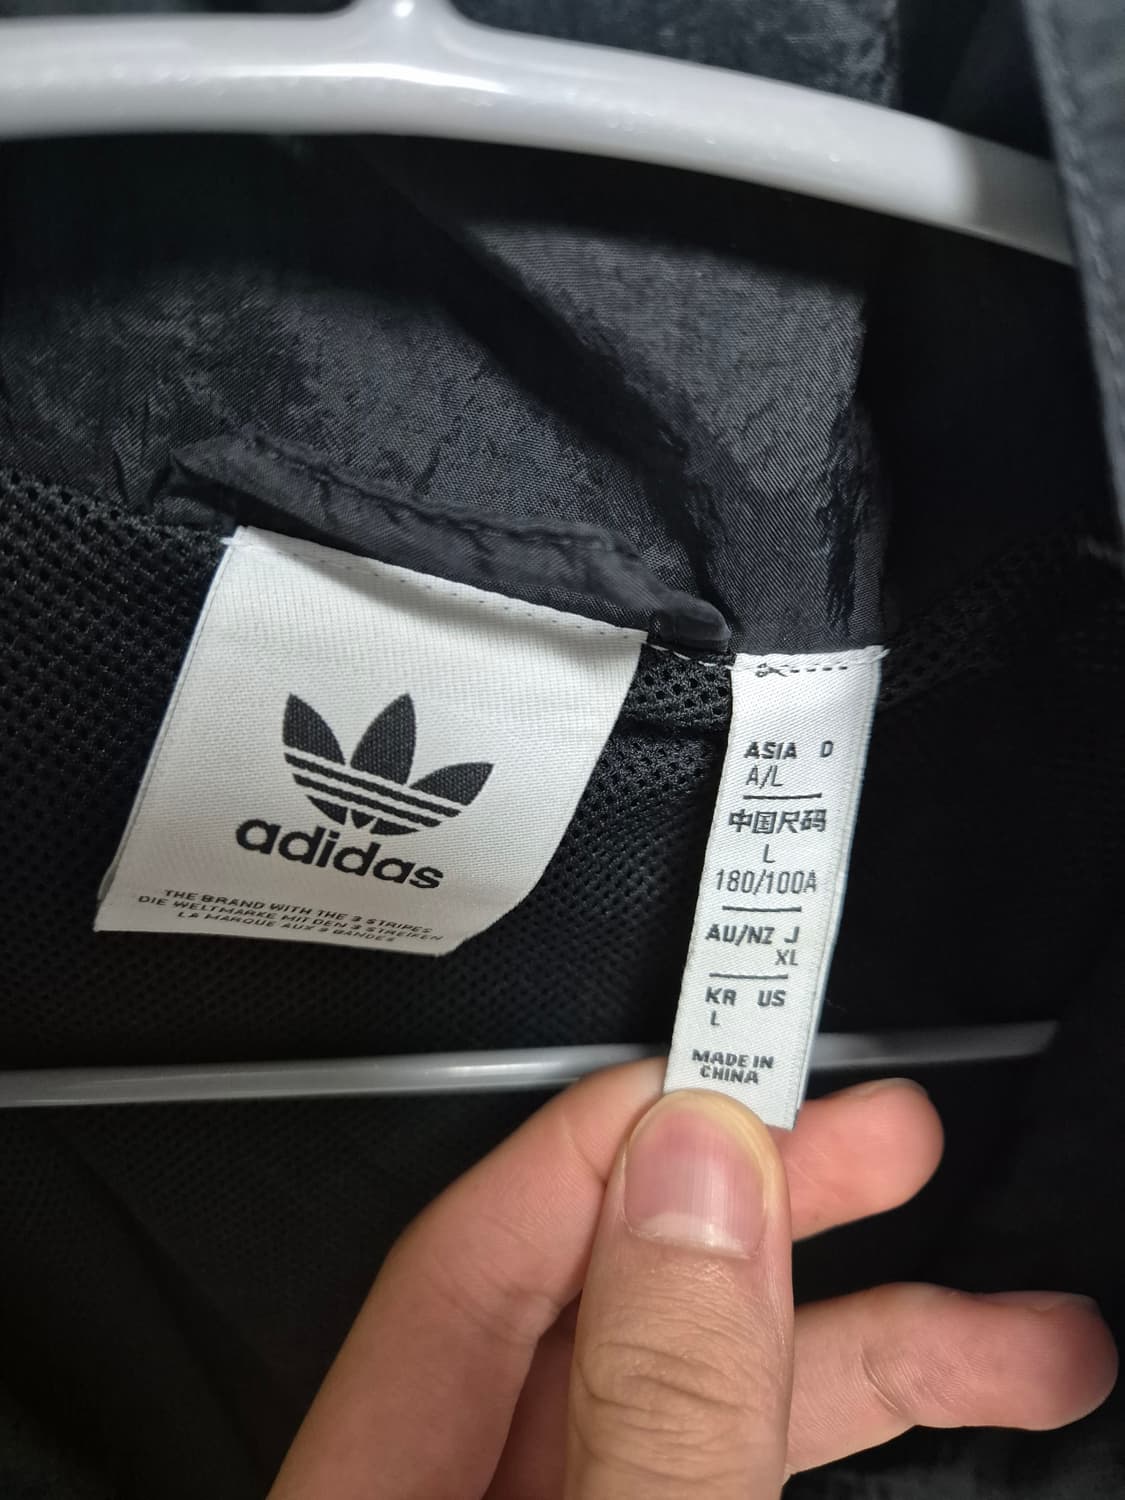 adidas
THE BRAND WITH THE 3 STRIPES
DIE WELTMARKE MIT DEN 3 STREIFEN
LA MARQUE AUX 3 BANDES
ASIA D
A/L
中国尺码
L
180/100A
AU/NZ J
XL
KR US
L
MADE IN
CHINA